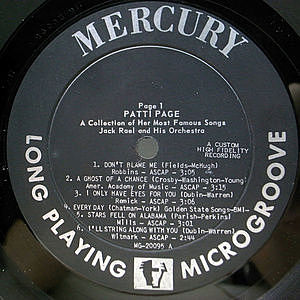 MERCURY
Page 1
PATTI PAGE
A Collection of Her Most Famous Songs
Jack Rael and His Orchestra
A CUSTOM
HIGH FIDELITY
RECORDING
1. DON'T BLAME ME (Fields-McHugh)
Robbins - ASCAP - 3:05
2. A GHOST OF A CHANCE (Crosby-Washington-Young)
Amer. Academy of Music - ASCAP - 3:15
3. I ONLY HAVE EYES FOR YOU (Dubin-Warren)
Remick - ASCAP - 3:06
4. EVERY DAY (Chatman-York) Golden State Songs-BMI-
5. STARS FELL ON ALABAMA (Parish-Perkins)
Mills - ASCAP - 3:01
6. I'LL STRING ALONG WITH YOU (Dubin-Warren)
Witmark - ASCAP - 2:44
MG-20095 A
LONG PLAYING
MICROGROOVE